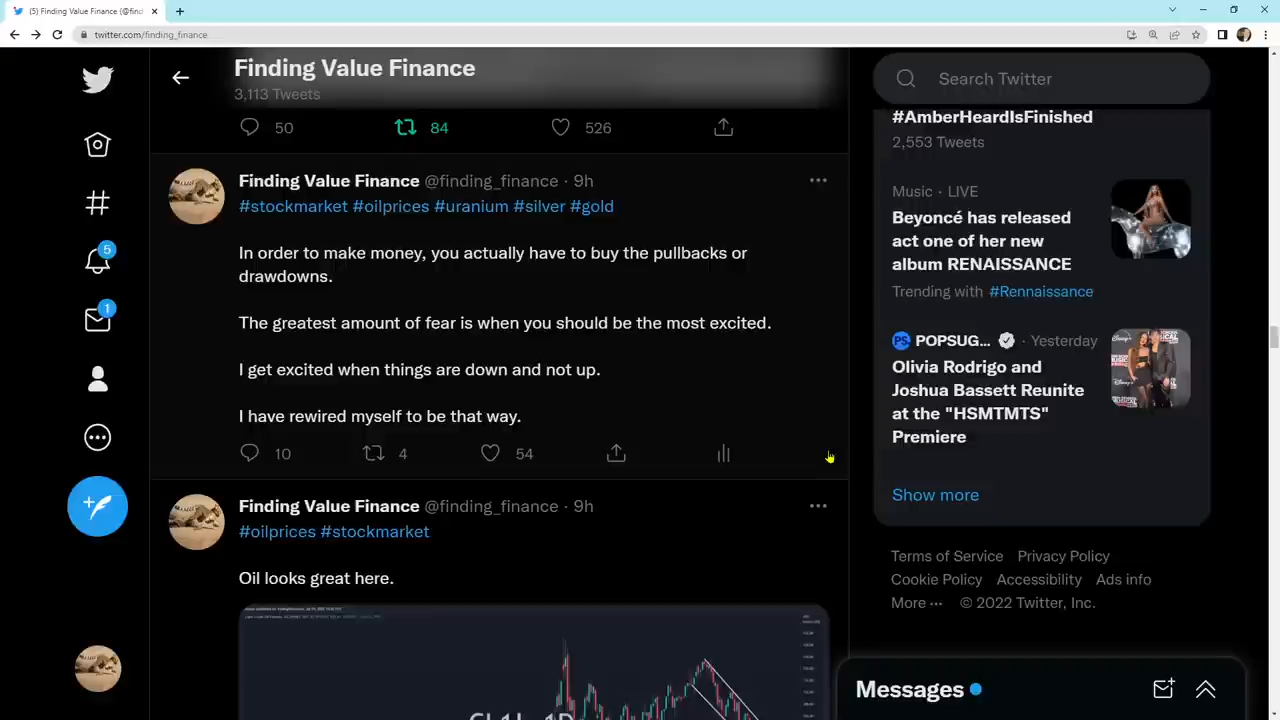 (5) Finding Value Finance (@find
twitter.com/finding_finance
Finding Value Finance
3,113 Tweets
50 84 526
Finding Value Finance @finding_finance · 9h
#stockmarket #oilprices #uranium #silver #gold
In order to make money, you actually have to buy the pullbacks or
drawdowns.
The greatest amount of fear is when you should be the most excited.
I get excited when things are down and not up.
I have rewired myself to be that way.
10 4 54
Finding Value Finance @finding_finance · 9h
#oilprices #stockmarket
Oil looks great here.
5
1
Search Twitter
#AmberHeardIsFinished
2,553 Tweets
Music · LIVE
Beyoncé has released
act one of her new
album RENAISSANCE
Trending with #Rennaissance
PS POPSUG... · Yesterday
Olivia Rodrigo and
Joshua Bassett Reunite
at the "HSMTMTS"
Premiere
Show more
Terms of Service Privacy Policy
Cookie Policy Accessibility Ads info
More ··· © 2022 Twitter, Inc.
Messages